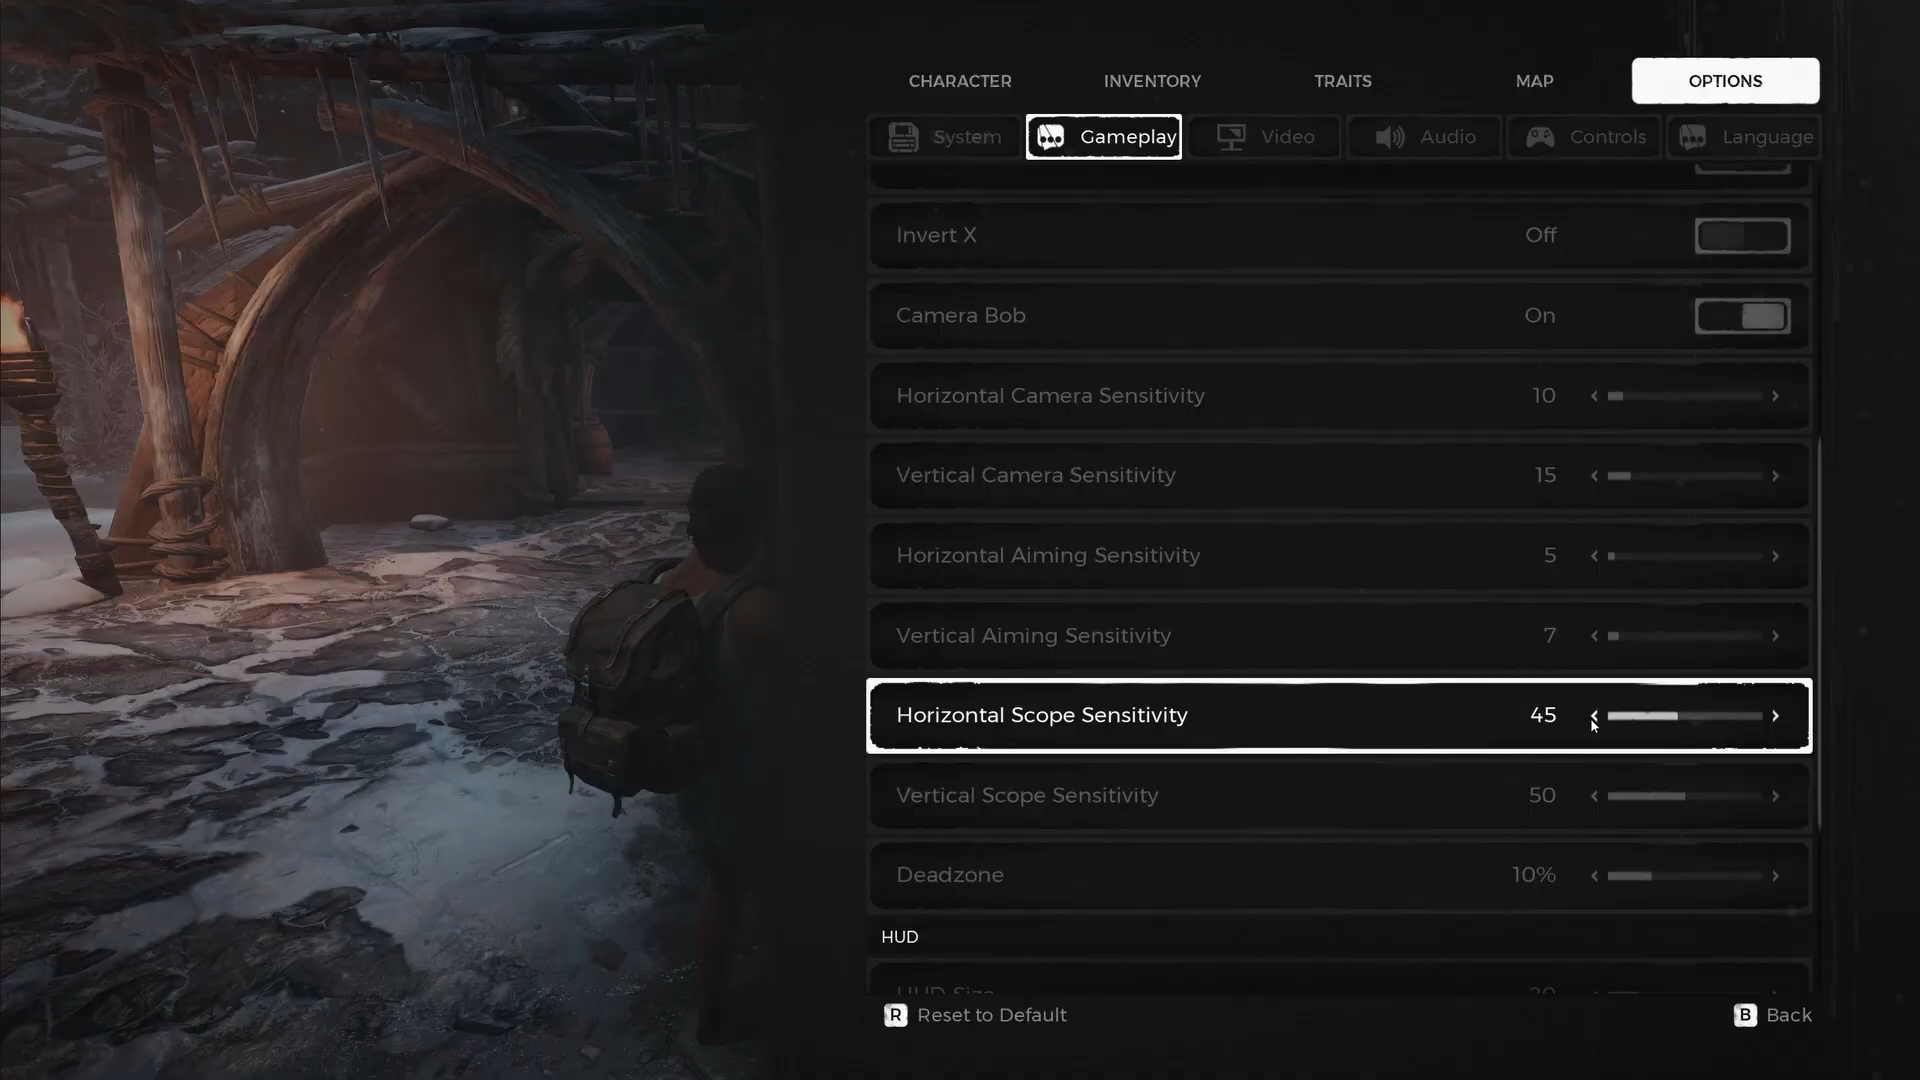 CHARACTER INVENTORY TRAITS MAP OPTIONS
System Gameplay Video Audio Controls Language
Invert X Off
Camera Bob On
Horizontal Camera Sensitivity 10
Vertical Camera Sensitivity 15
Horizontal Aiming Sensitivity 5
Vertical Aiming Sensitivity 7
Horizontal Scope Sensitivity 45
Vertical Scope Sensitivity 50
Deadzone 10%
HUD
HUD Size
R Reset to Default B Back